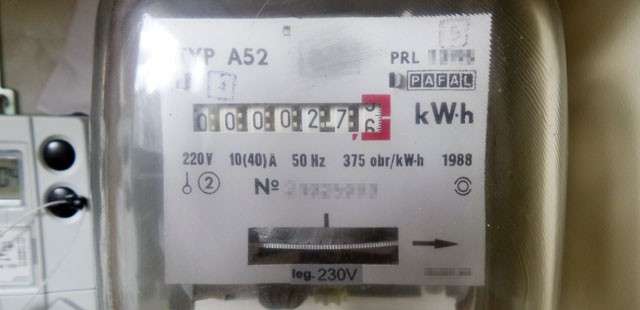 TYP A52
PRL
PAFAL
0 0 0 0 2 7, kW·h
220V 10(40)A 50 Hz 375 obr/kW·h 1988
2 Nº
leg. 230V